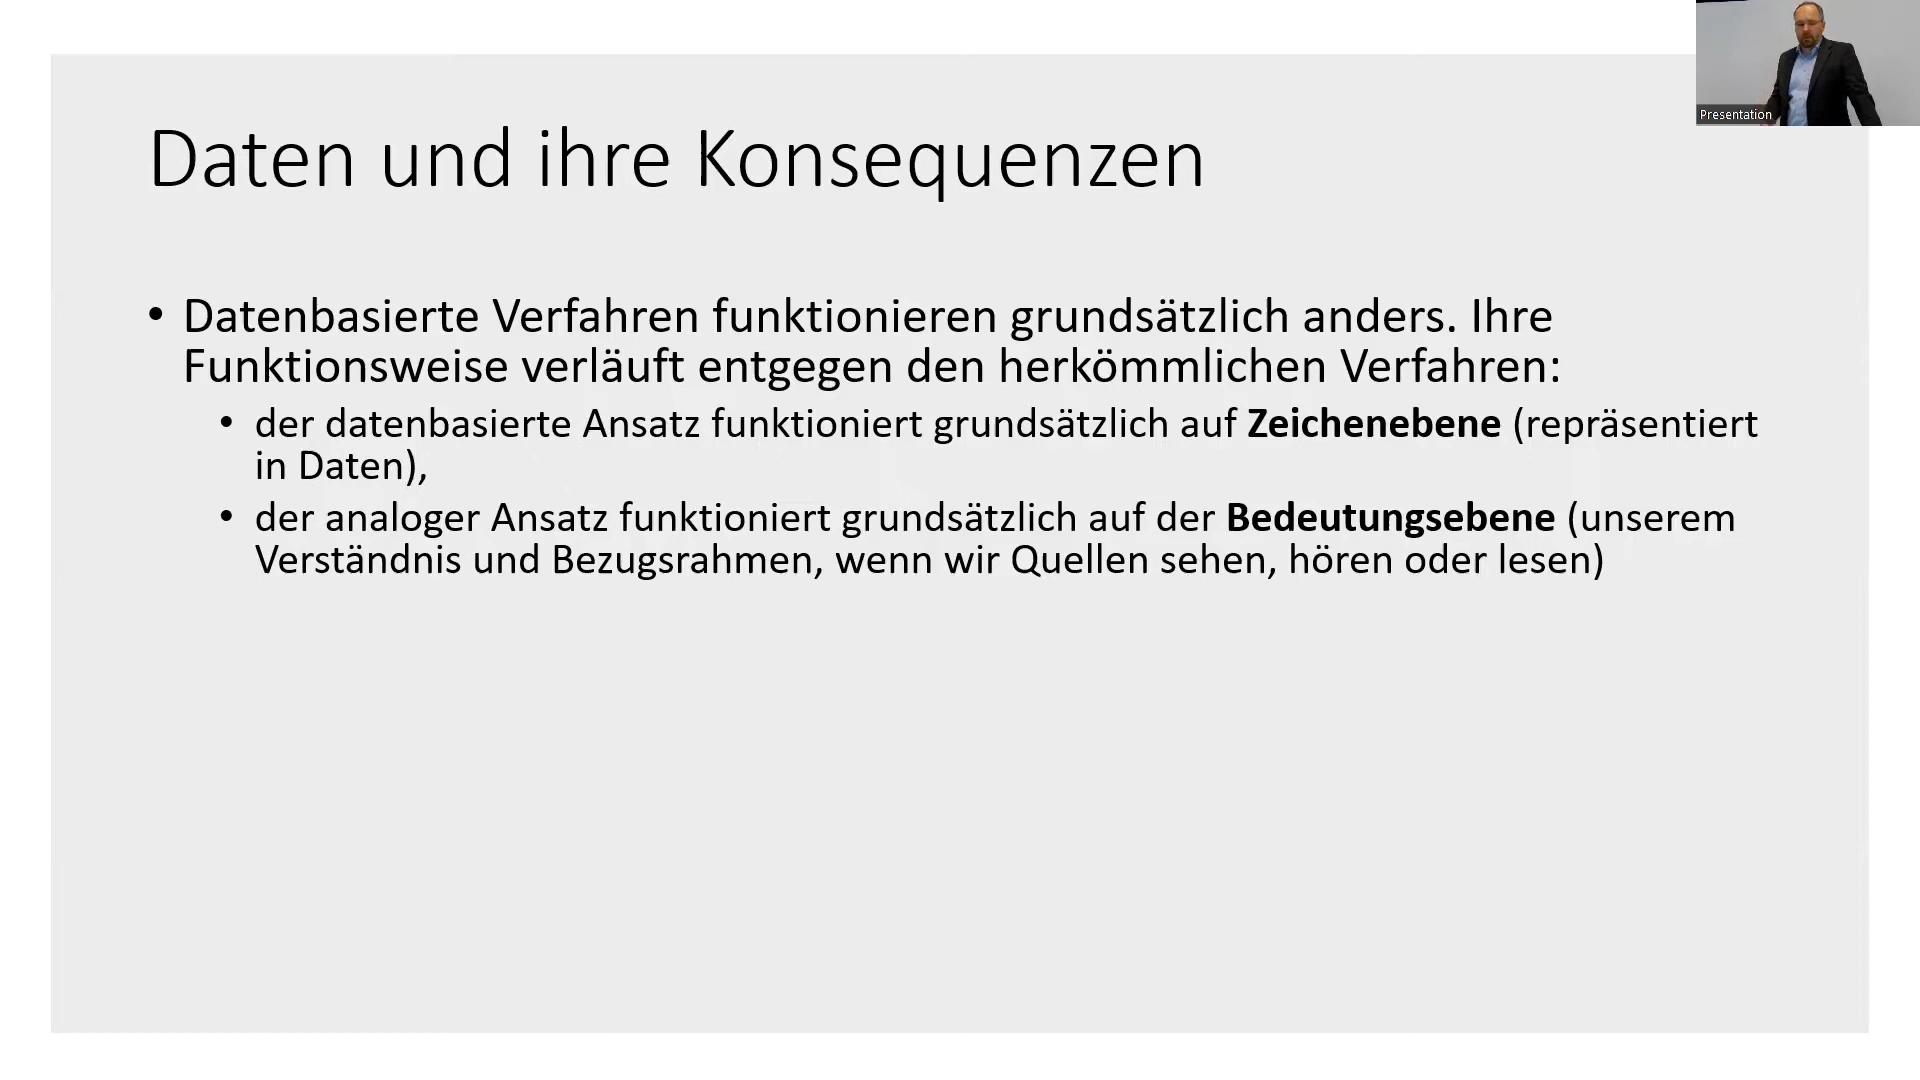 Presentation
Daten und ihre Konsequenzen
• Datenbasierte Verfahren funktionieren grundsätzlich anders. Ihre
Funktionsweise verläuft entgegen den herkömmlichen Verfahren:
• der datenbasierte Ansatz funktioniert grundsätzlich auf Zeichenebene (repräsentiert
in Daten),
• der analoger Ansatz funktioniert grundsätzlich auf der Bedeutungsebene (unserem
Verständnis und Bezugsrahmen, wenn wir Quellen sehen, hören oder lesen)